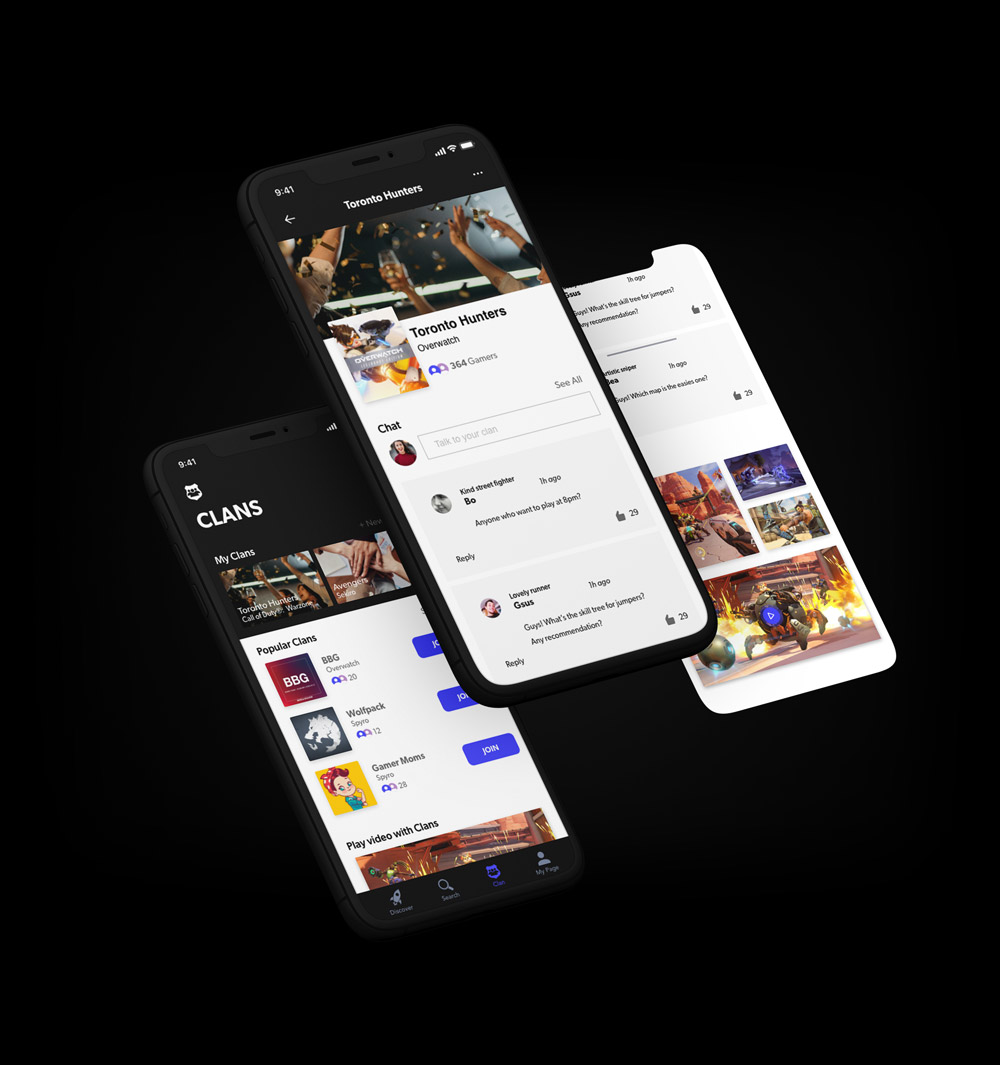 9:41
Toronto Hunters
Toronto Hunters
OVERWATCH
Overwatch
364 Gamers
See All
Chat
Talk to your clan
Kind street fighter
1h ago
Bo
Anyone who want to play at 8pm?
29
Reply
Lovely runner
1h ago
Gsus
Guys! What's the skill tree for jumpers?
Any recommendation?
29
Reply
1h ago
Gsus
Guys! What's the skill tree for jumpers?
Any recommendation?
29
artistic sniper
1h ago
Guys! Which map is the easies one?
29
9:41
CLANS
+ New
My Clans
Toronto Hunters
Call of Duty: Warzone
Avengers
Sekiro
Popular Clans
BBG
BBG
Overwatch
20
Wolfpack
Spyro
12
Gamer Moms
Spyro
28
JOIN
Play video with Clans
Discover
Search
Clan
My Page